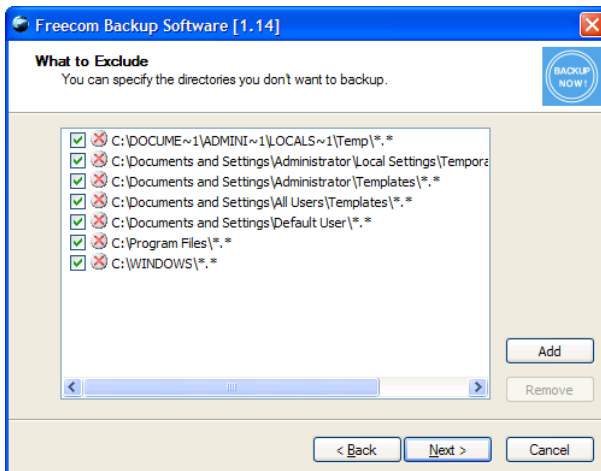 Freecom Backup Software [1.14]
What to Exclude
You can specify the directories you don't want to backup.
BACKUP
NOW!
C:\DOCUME~1\ADMINI~1\LOCALS~1\Temp\*.*
C:\Documents and Settings\Administrator\Local Settings\Tempora
C:\Documents and Settings\Administrator\Templates\*.*
C:\Documents and Settings\All Users\Templates\*.*
C:\Documents and Settings\Default User\*.*
C:\Program Files\*.*
C:\WINDOWS\*.*
Add
Remove
< Back
Next >
Cancel